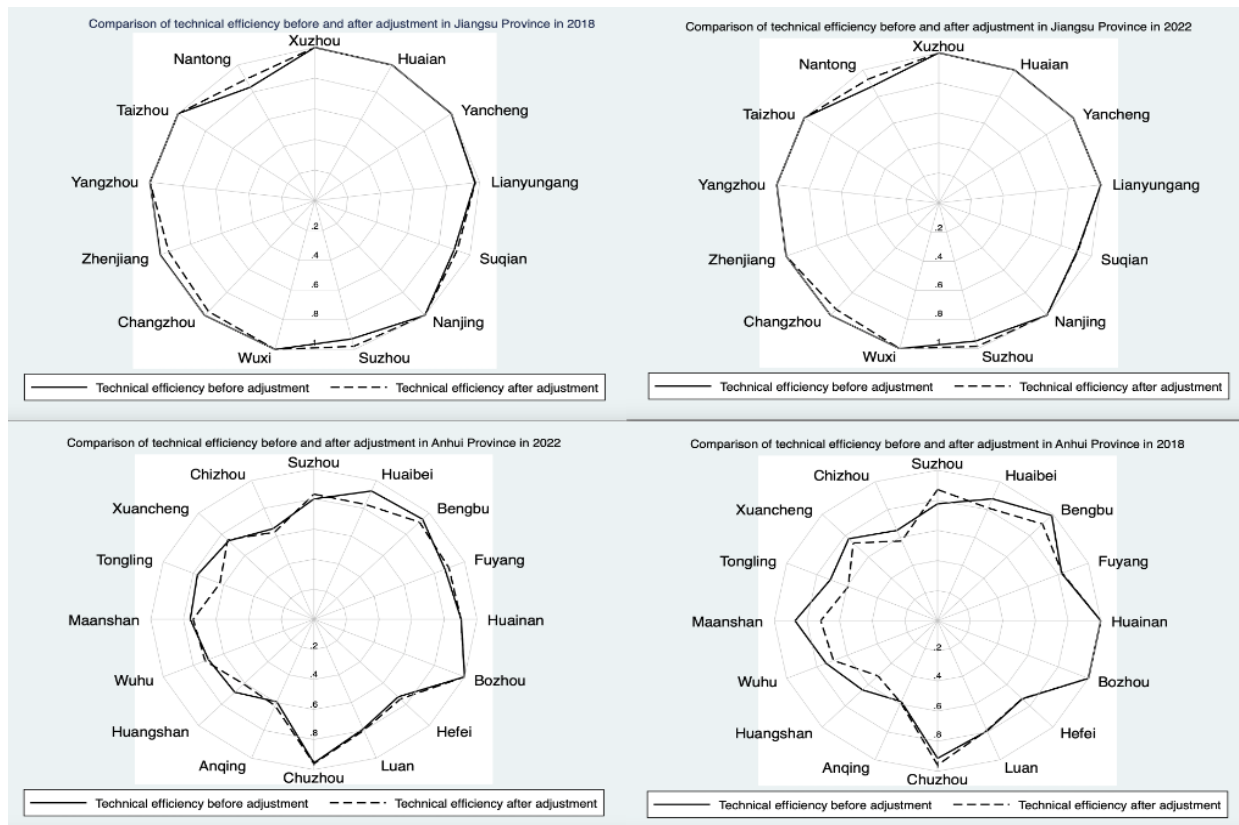 Comparison of technical efficiency before and after adjustment in Jiangsu Province in 2018
Xuzhou
Nantong
Huaian
Taizhou
Yancheng
Yangzhou
Lianyungang
.2
.4
Zhenjiang
Suqian
.6
Changzhou
.8
Nanjing
1
Wuxi
Suzhou
Technical efficiency before adjustment
Technical efficiency after adjustment
Comparison of technical efficiency before and after adjustment in Jiangsu Province in 2022
Xuzhou
Nantong
Huaian
Taizhou
Yancheng
Yangzhou
Lianyungang
.2
.4
Zhenjiang
Suqian
.6
Changzhou
.8
Nanjing
1
Wuxi
Suzhou
Technical efficiency before adjustment
Technical efficiency after adjustment
Comparison of technical efficiency before and after adjustment in Anhui Province in 2022
Suzhou
Chizhou
Huaibei
Xuancheng
Bengbu
Tongling
Fuyang
Maanshan
Huainan
.2
Wuhu
Bozhou
.4
.6
Huangshan
Hefei
.8
Anqing
Luan
Chuzhou
Technical efficiency before adjustment
Technical efficiency after adjustment
Comparison of technical efficiency before and after adjustment in Anhui Province in 2018
Suzhou
Chizhou
Huaibei
Xuancheng
Bengbu
Tongling
Fuyang
Maanshan
Huainan
.2
Wuhu
Bozhou
.4
.6
Huangshan
Hefei
.8
Anqing
Luan
Chuzhou
Technical efficiency before adjustment
Technical efficiency after adjustment